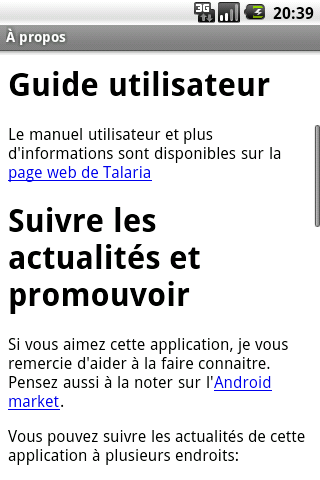 3G
20:39
À propos
Guide utilisateur
Le manuel utilisateur et plus
d'informations sont disponibles sur la
page web de Talaria
Suivre les
actualités et
promouvoir
Si vous aimez cette application, je vous
remercie d'aider à la faire connaitre.
Pensez aussi à la noter sur l'Android
market.
Vous pouvez suivre les actualités de cette
application à plusieurs endroits: